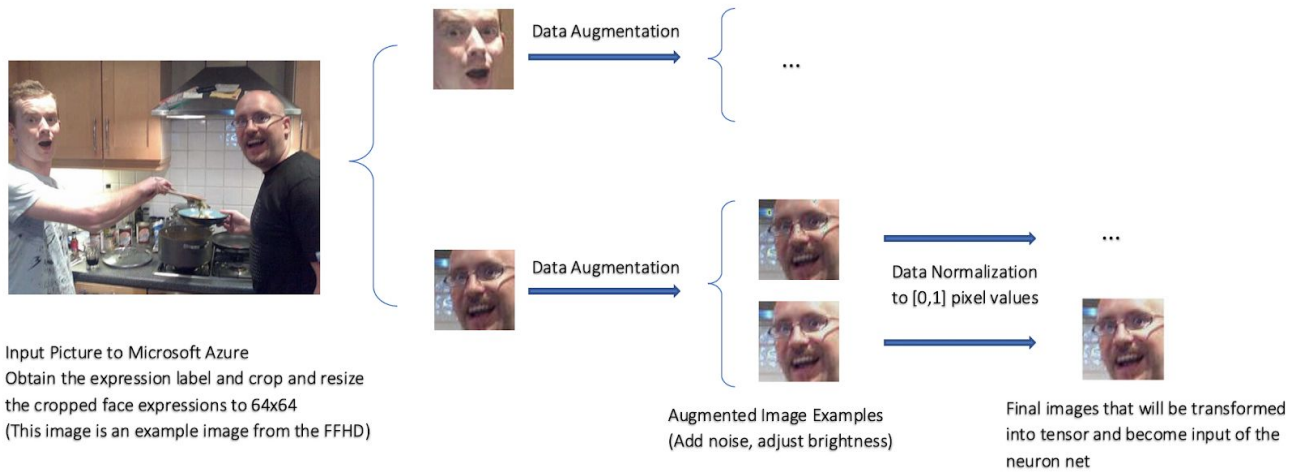 Data Augmentation
...
Data Augmentation
...
Data Normalization
to [0,1] pixel values
Input Picture to Microsoft Azure
Obtain the expression label and crop and resize
the cropped face expressions to 64x64
(This image is an example image from the FFHD)
Augmented Image Examples
(Add noise, adjust brightness)
Final images that will be transformed
into tensor and become input of the
neuron net